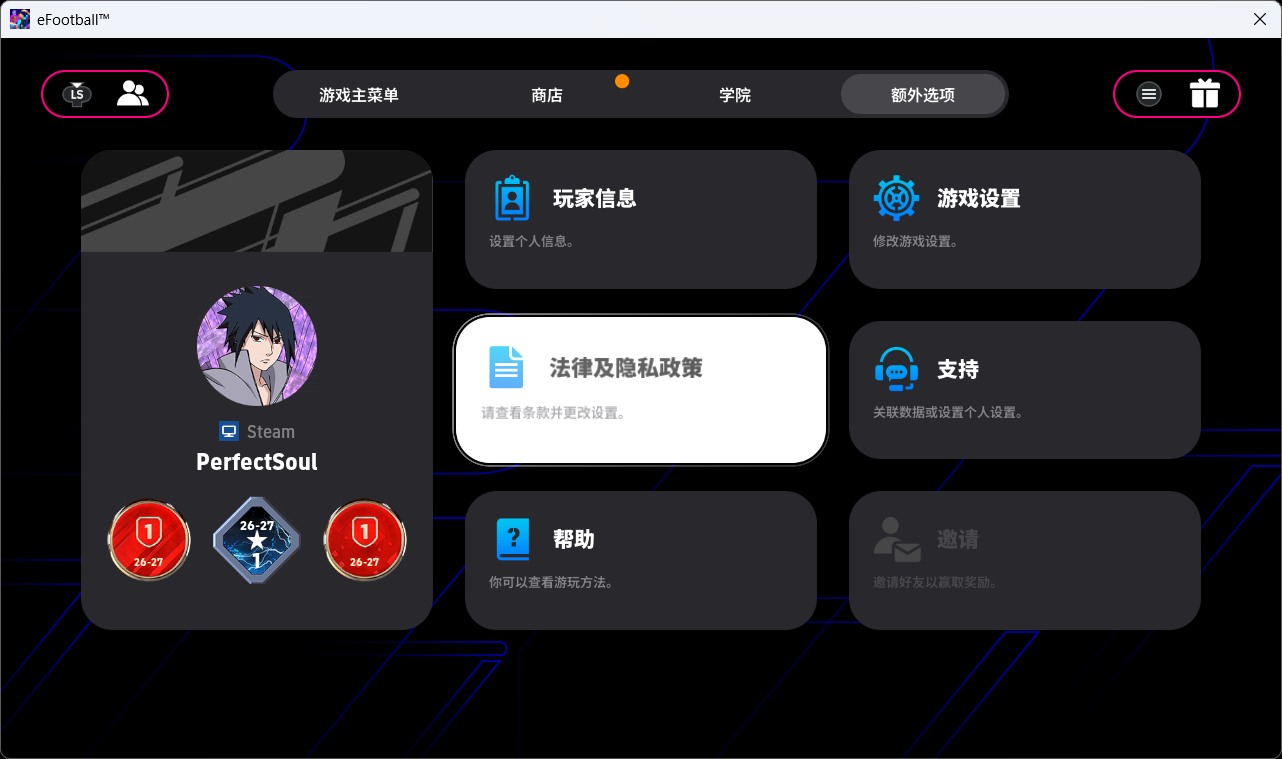 eFootball™
LS
游戏主菜单
商店
学院
额外选项
玩家信息
设置个人信息。
游戏设置
修改游戏设置。
法律及隐私政策
请查看条款并更改设置。
支持
关联数据或设置个人设置。
Steam
PerfectSoul
1
26-27
26-27
1
1
26-27
帮助
你可以查看游玩方法。
邀请
邀请好友以赢取奖励。